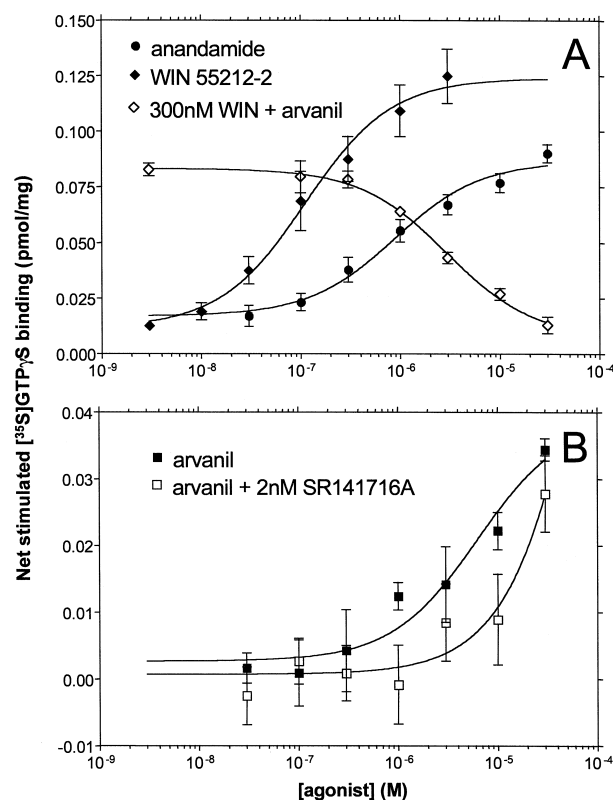 Net stimulated [³⁵S]GTPγS binding (pmol/mg)
A
anandamide
WIN 55212-2
300nM WIN + arvanil
0.150
0.125
0.100
0.075
0.050
0.025
0.000
10⁻⁹ 10⁻⁸ 10⁻⁷ 10⁻⁶ 10⁻⁵ 10⁻⁴
B
arvanil
arvanil + 2nM SR141716A
0.04
0.03
0.02
0.01
0.00
-0.01
10⁻⁹ 10⁻⁸ 10⁻⁷ 10⁻⁶ 10⁻⁵ 10⁻⁴
[agonist] (M)